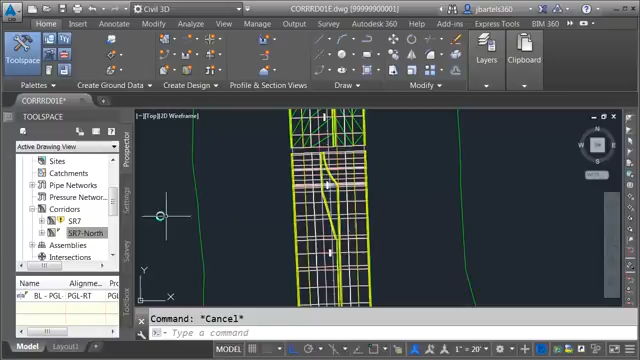 Civil 3D
CORRRD01E.dwg [99999900001]
jbartels360
Home Insert Annotate Modify Analyze View Manage Output Survey Autodesk 360 Help Add-ins Express Tools BIM 360
Toolspace
Layers
Clipboard
Palettes
Create Ground Data
Create Design
Profile & Section Views
Draw
Modify
CORRRD01E*
TOOLSPACE
[−][Top][2D Wireframe]
Active Drawing View
Sites
Catchments
Pipe Networks
Pressure Networ...
Corridors
SR7
SR7-North
Assemblies
Intersections
Prospector
Settings
Survey
Toolbox
N
W
TOP
E
S
Name
Alignme...
Profile
BL - PGL-
PGL-RT
Y
X
Command: *Cancel*
Type a command
Model
Layout1
MODEL
1" = 20'